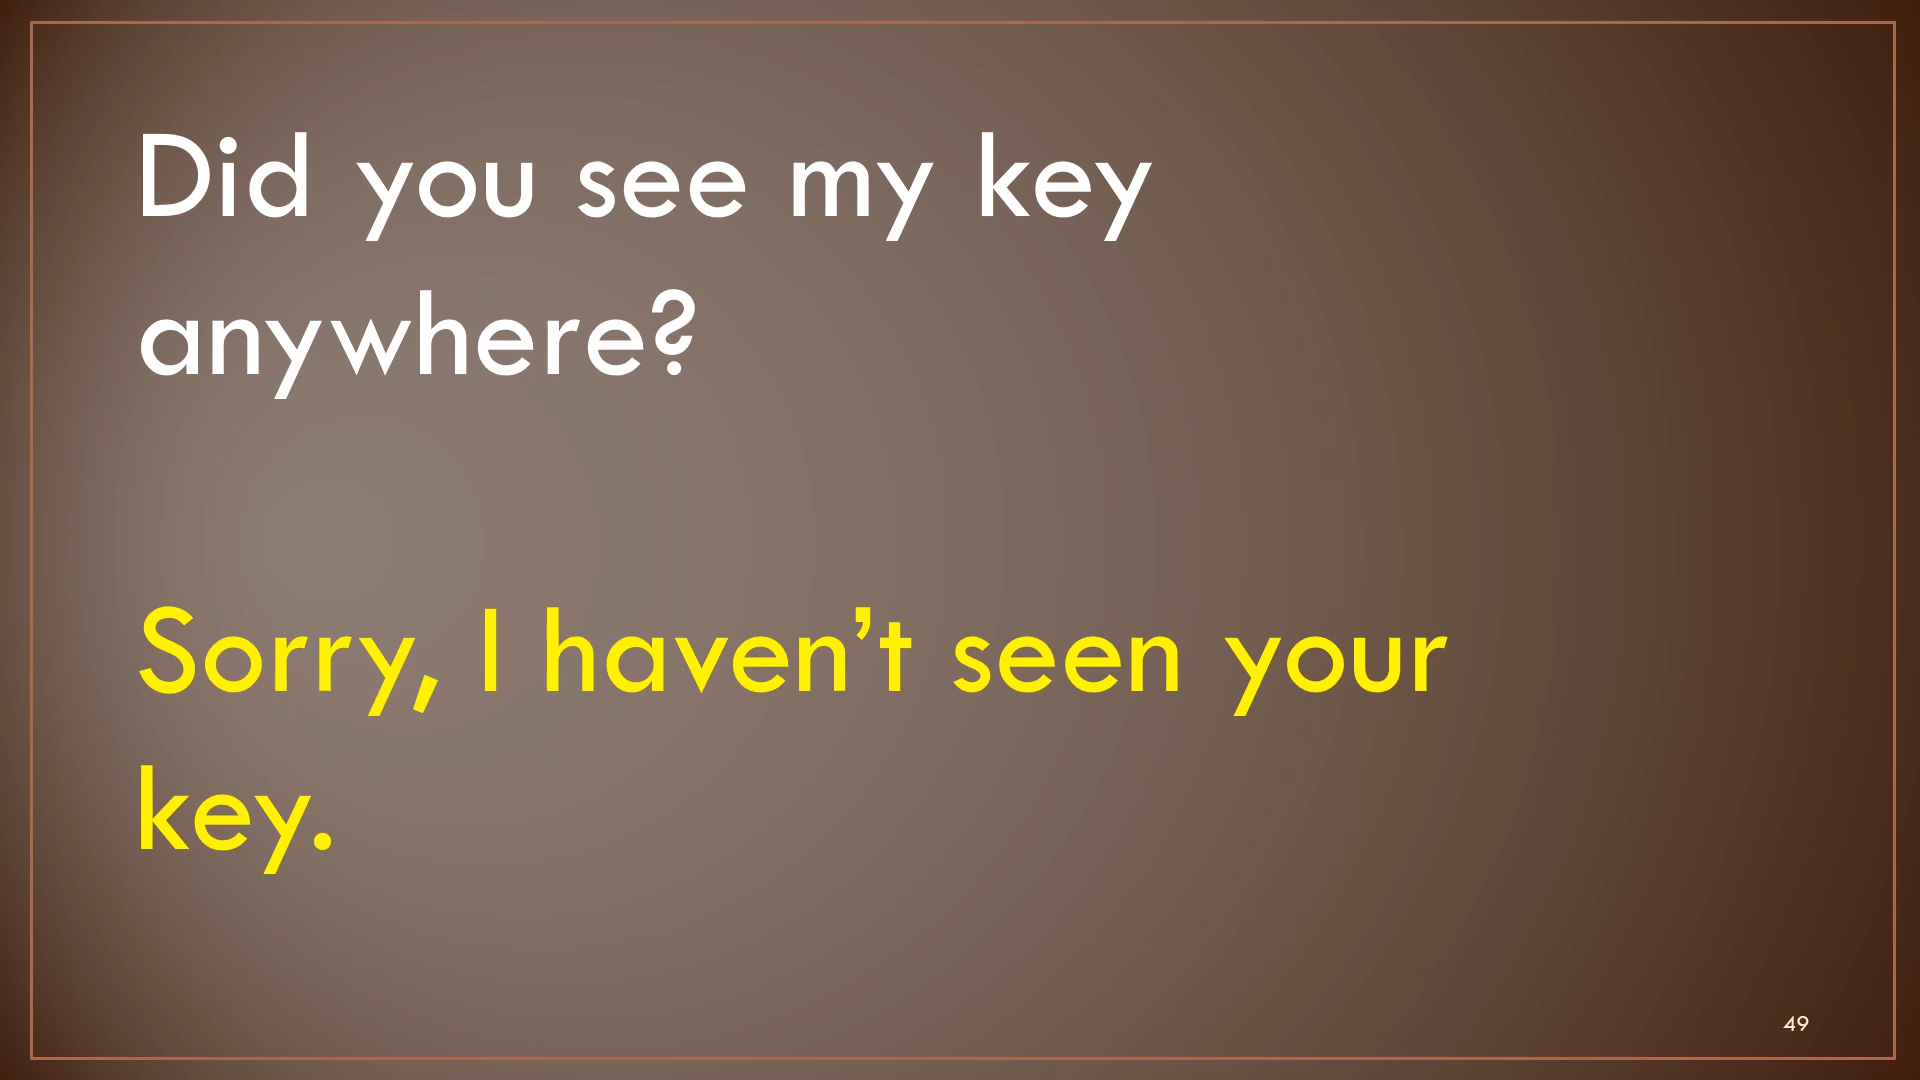 Did you see my key
anywhere?
Sorry, I haven’t seen your
key.
49